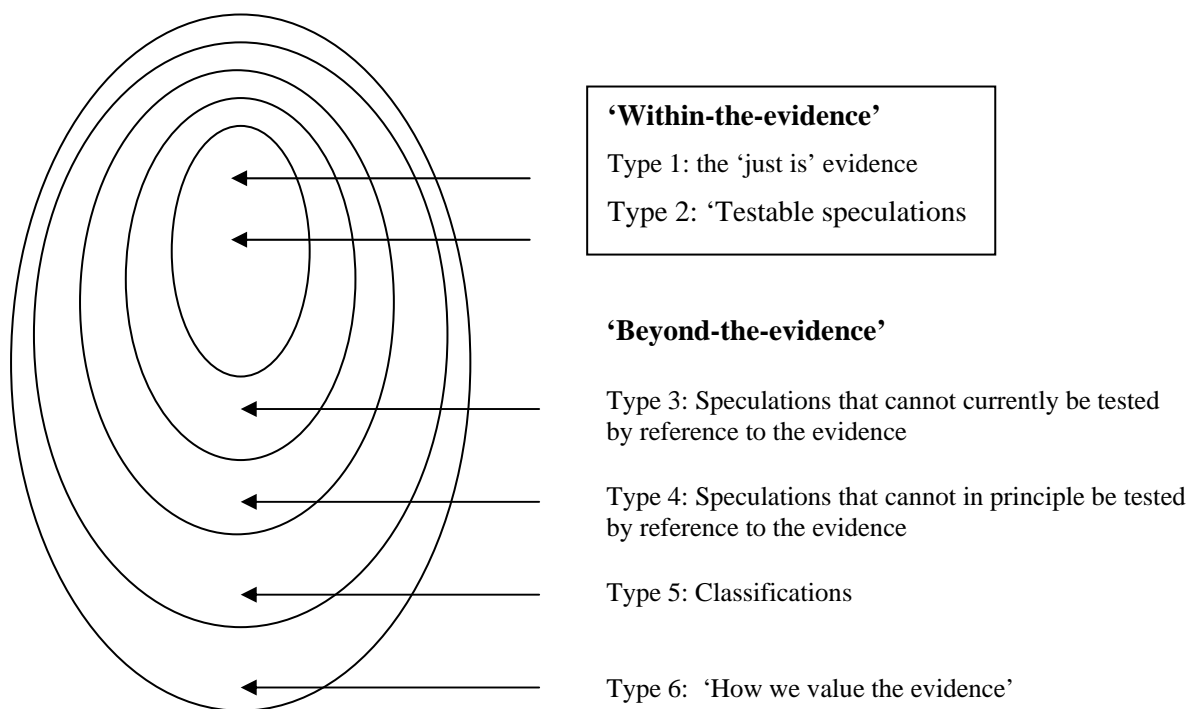 ‘Within-the-evidence’
Type 1: the ‘just is’ evidence
Type 2: ‘Testable speculations
‘Beyond-the-evidence’
Type 3: Speculations that cannot currently be tested
by reference to the evidence
Type 4: Speculations that cannot in principle be tested
by reference to the evidence
Type 5: Classifications
Type 6:  ‘How we value the evidence’